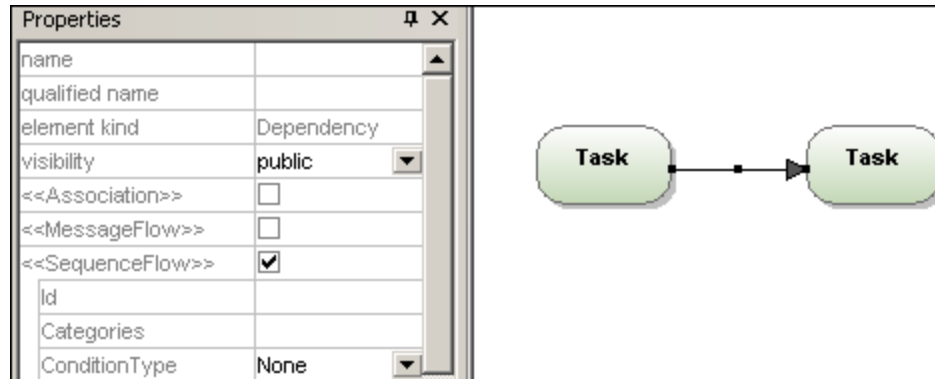 Properties
name
qualified name
element kind Dependency
visibility public
<<Association>>
<<MessageFlow>>
<<SequenceFlow>>
Id
Categories
ConditionType None
Task Task